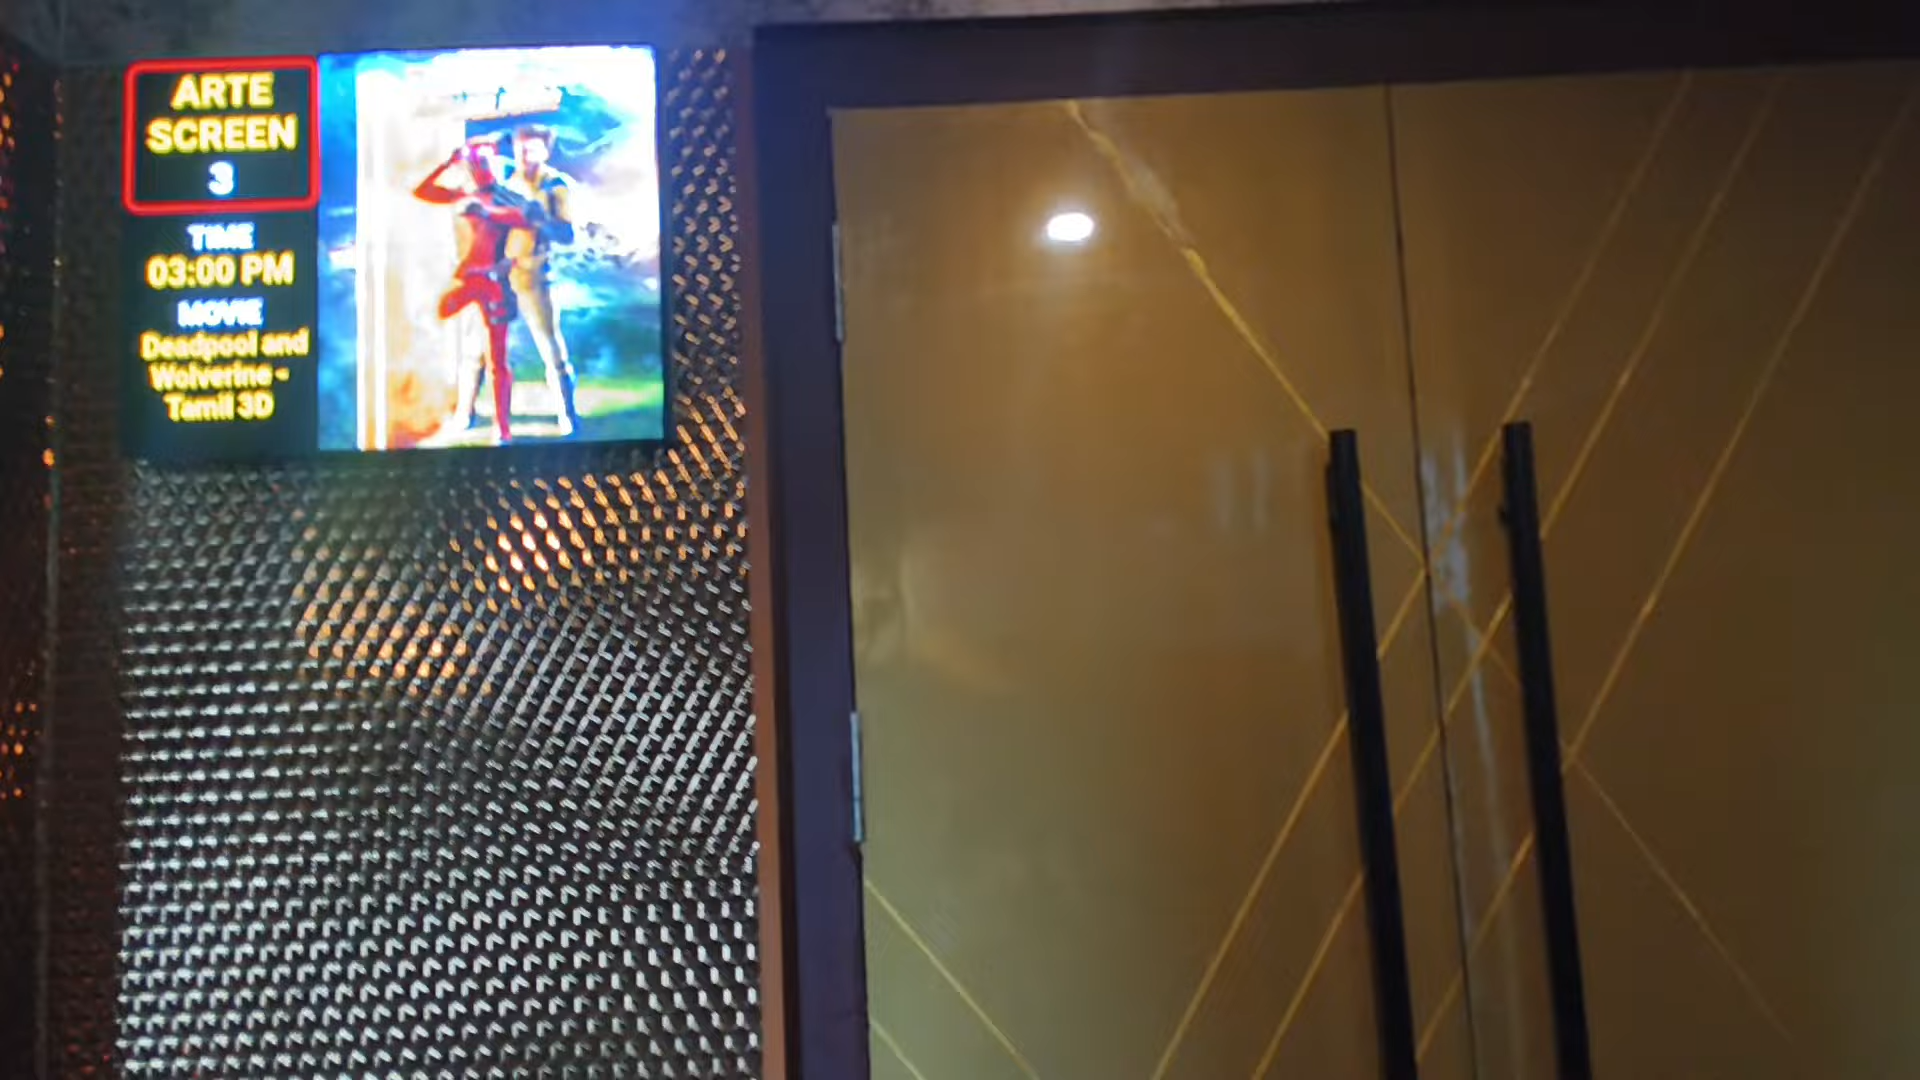 ARTE
SCREEN
3
TIME
03:00 PM
MOVIE
Deadpool and
Wolverine -
Tamil 3D